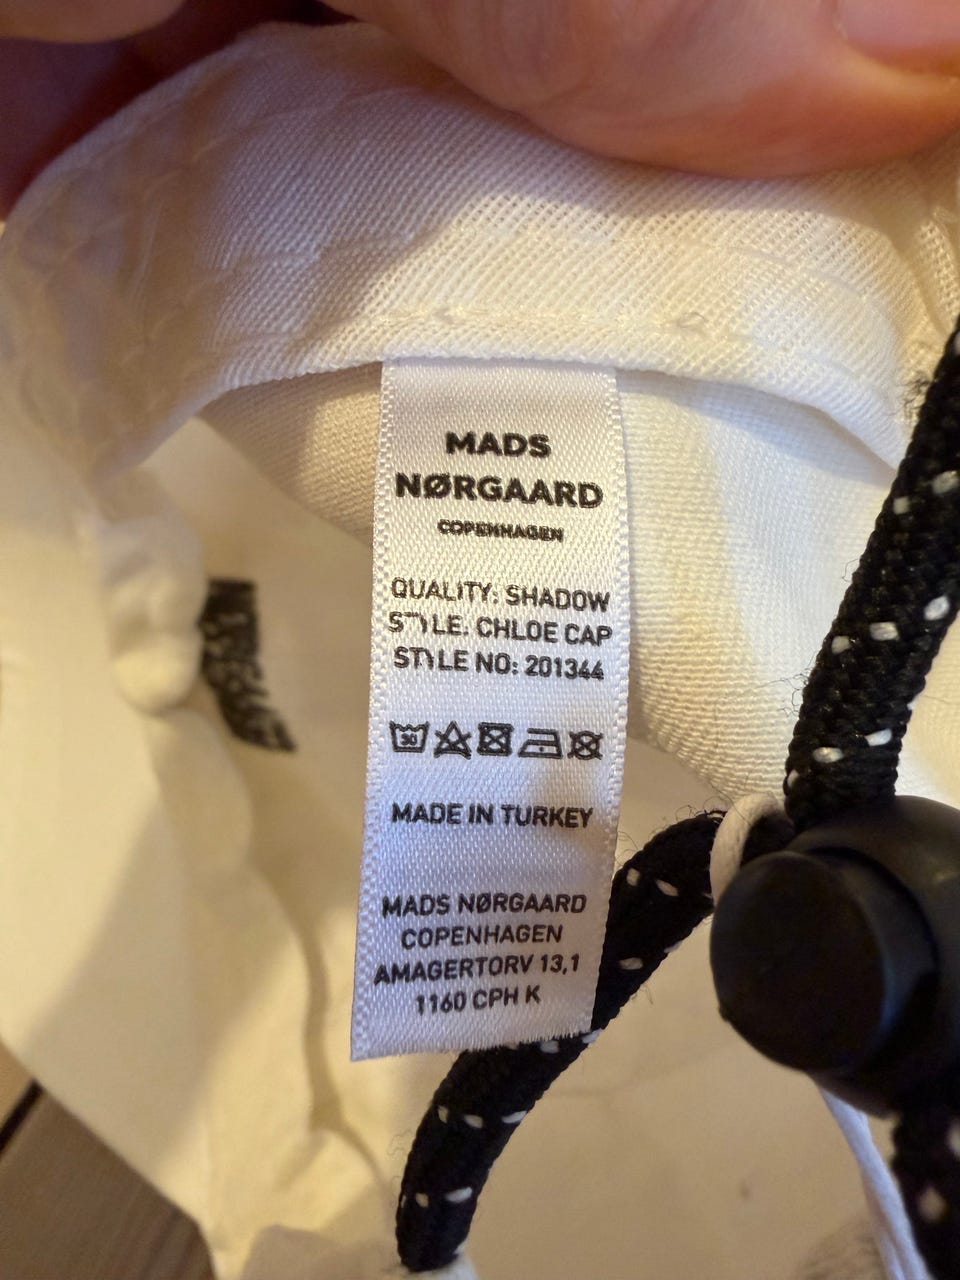 MADS
NØRGAARD
COPENHAGEN
QUALITY: SHADOW
STYLE: CHLOE CAP
STYLE NO: 201344
30
MADE IN TURKEY
MADS NØRGAARD
COPENHAGEN
AMAGERTORV 13,1
1160 CPH K